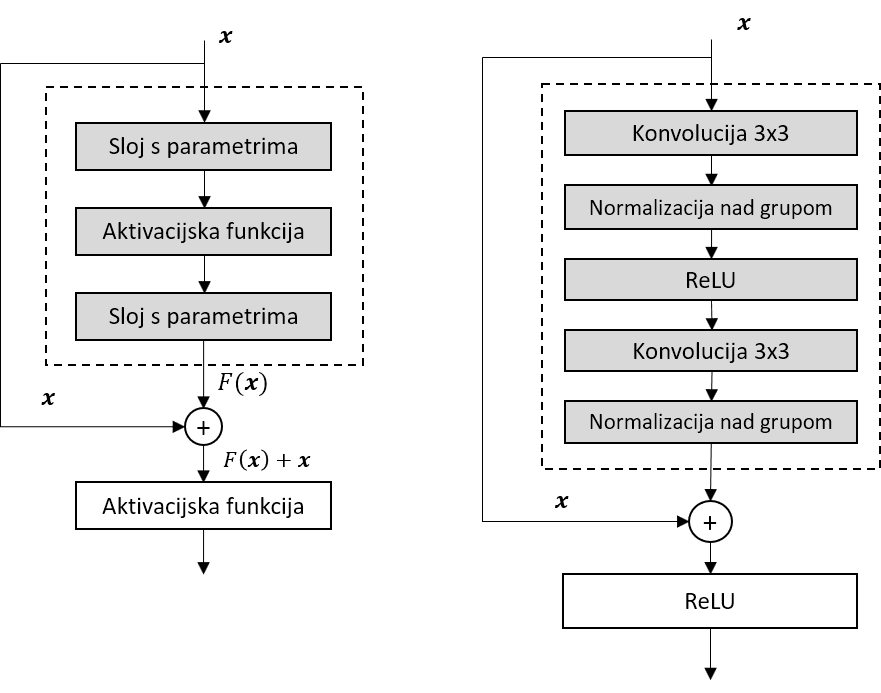 x
Sloj s parametrima
Aktivacijska funkcija
Sloj s parametrima
F(x)
x
+
F(x) + x
Aktivacijska funkcija
x
Konvolucija 3x3
Normalizacija nad grupom
ReLU
Konvolucija 3x3
Normalizacija nad grupom
x
+
ReLU